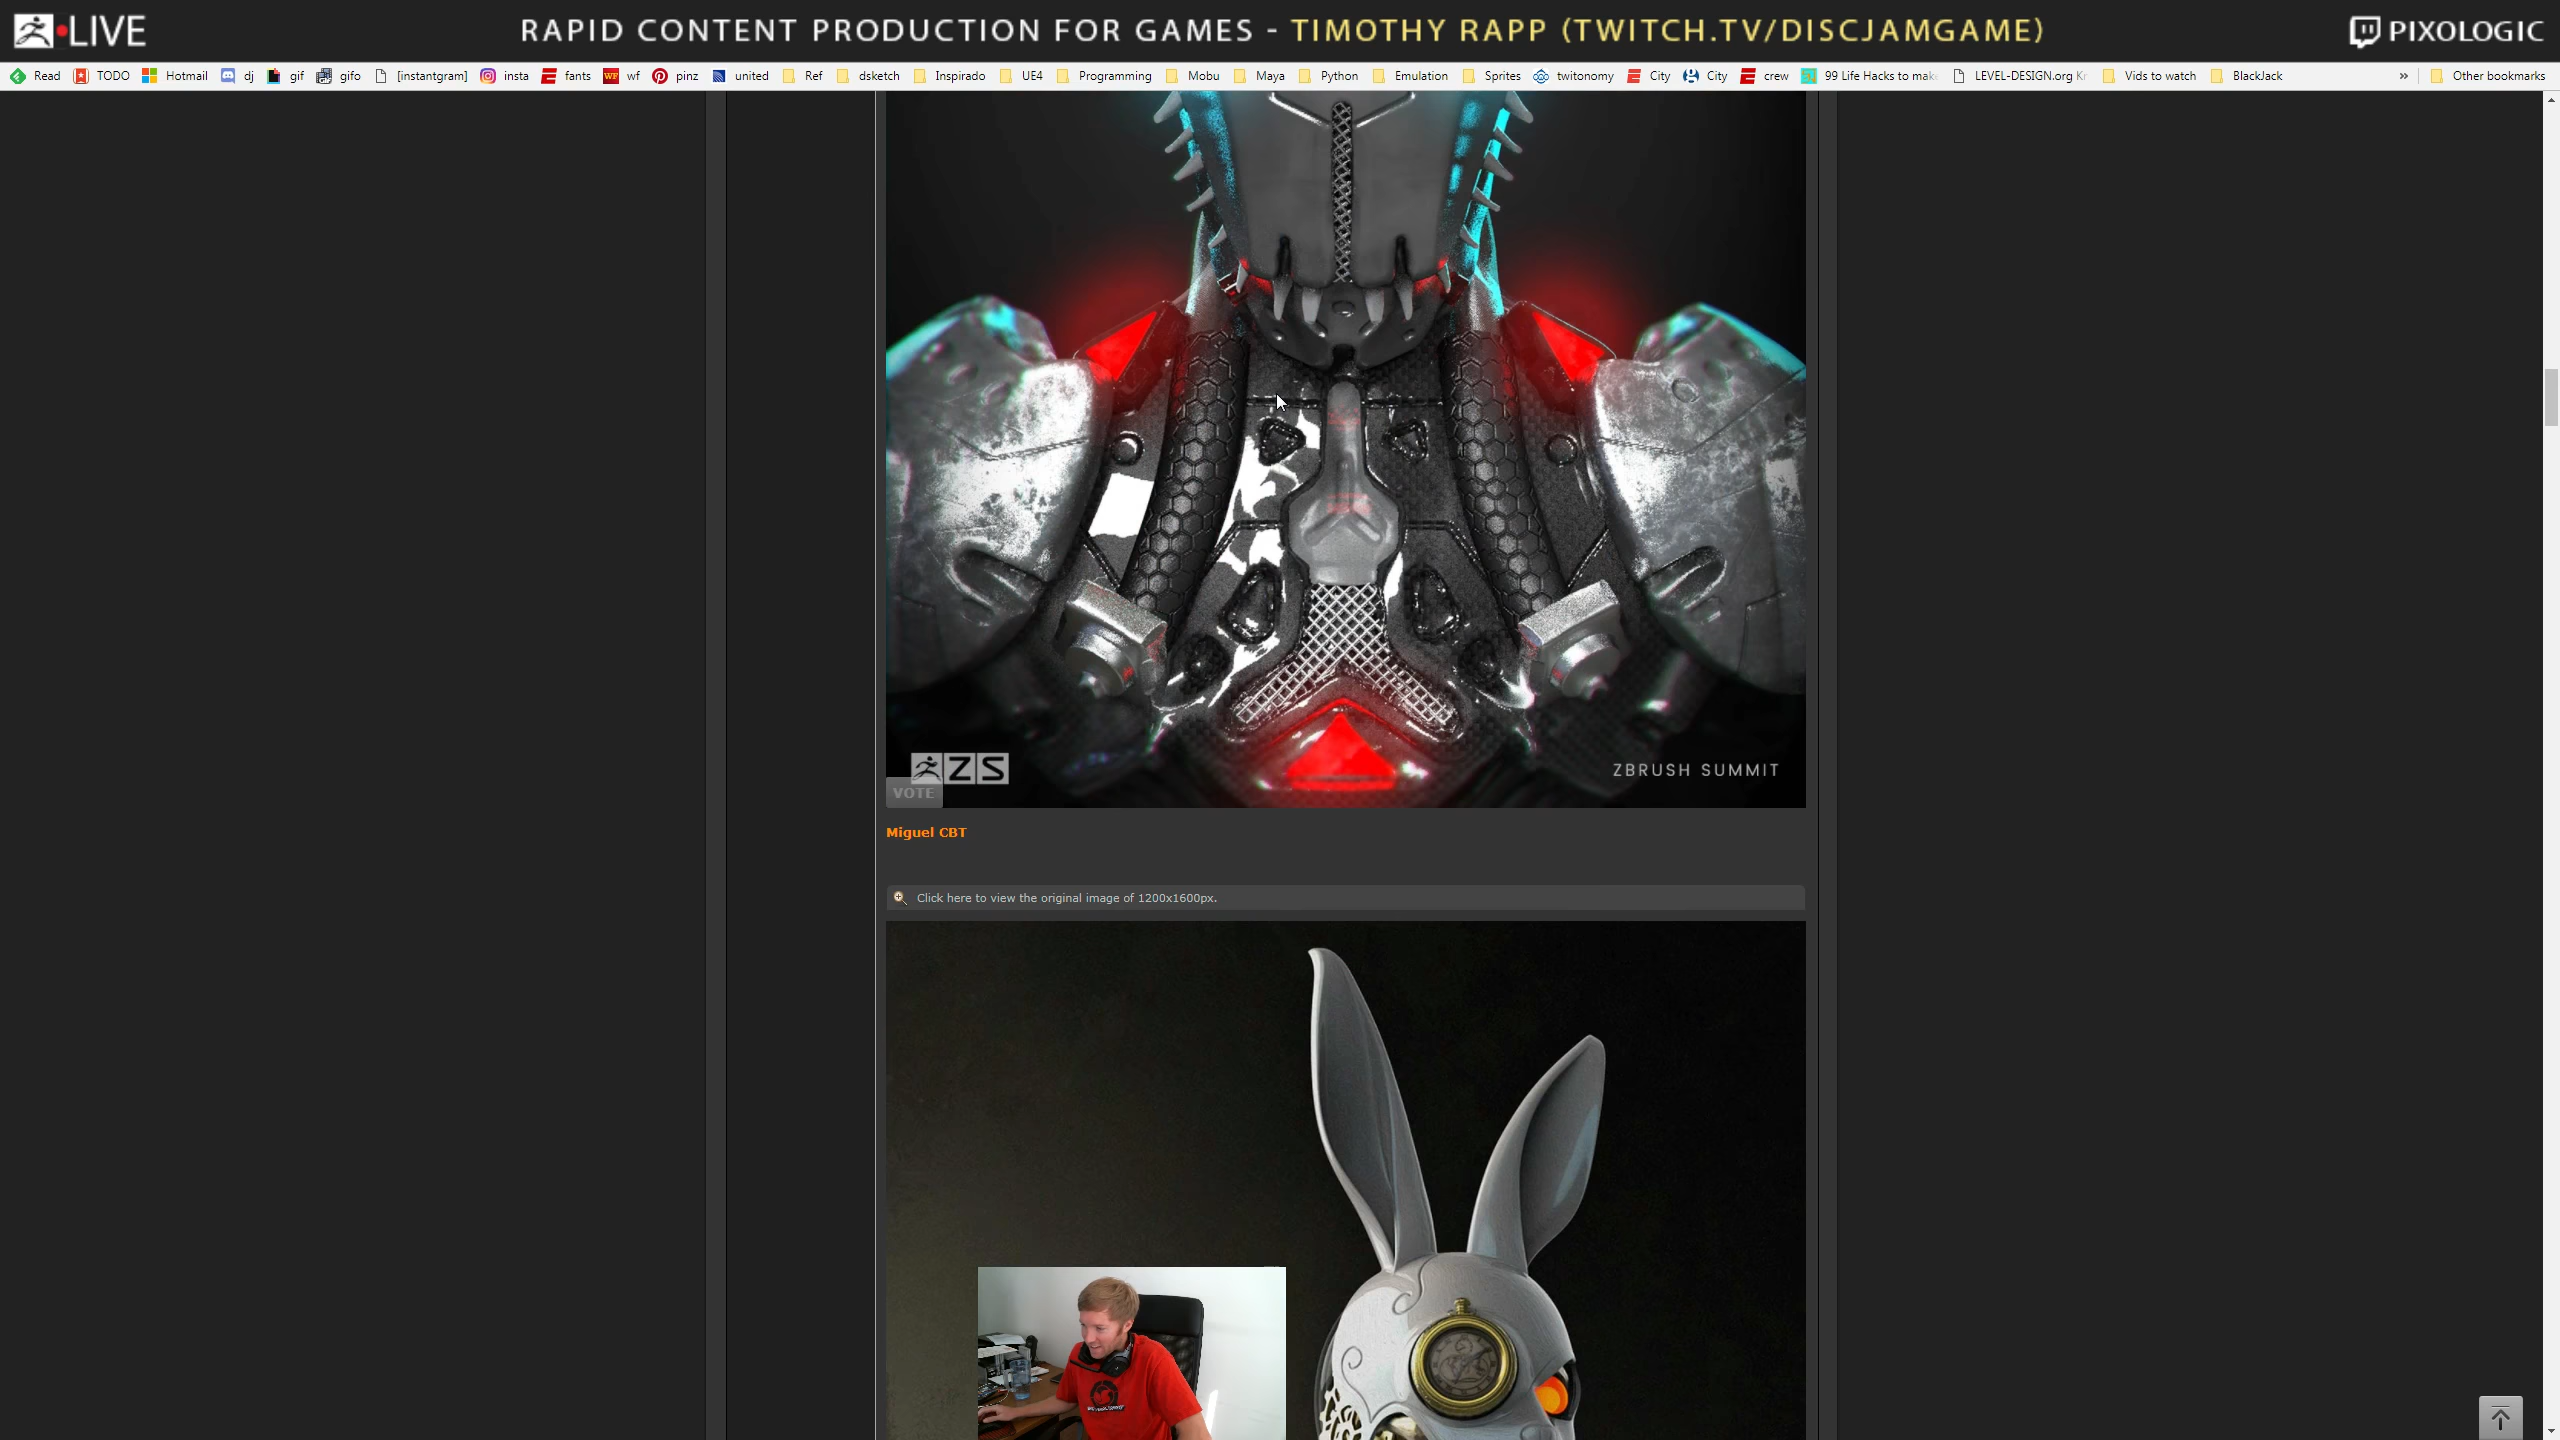 LIVE
RAPID CONTENT PRODUCTION FOR GAMES - TIMOTHY RAPP (TWITCH.TV/DISCJAMGAME)
PIXOLOGIC
Read TODO Hotmail dj gif gifo [instantgram] insta fants wf pinz united Ref dsketch Inspirado UE4 Programming Mobu Maya Python Emulation Sprites twitonomy City City crew 99 Life Hacks to mak LEVEL-DESIGN.org Kr Vids to watch BlackJack » Other bookmarks
ZS
ZBRUSH SUMMIT
VOTE
Miguel CBT
Click here to view the original image of 1200x1600px.